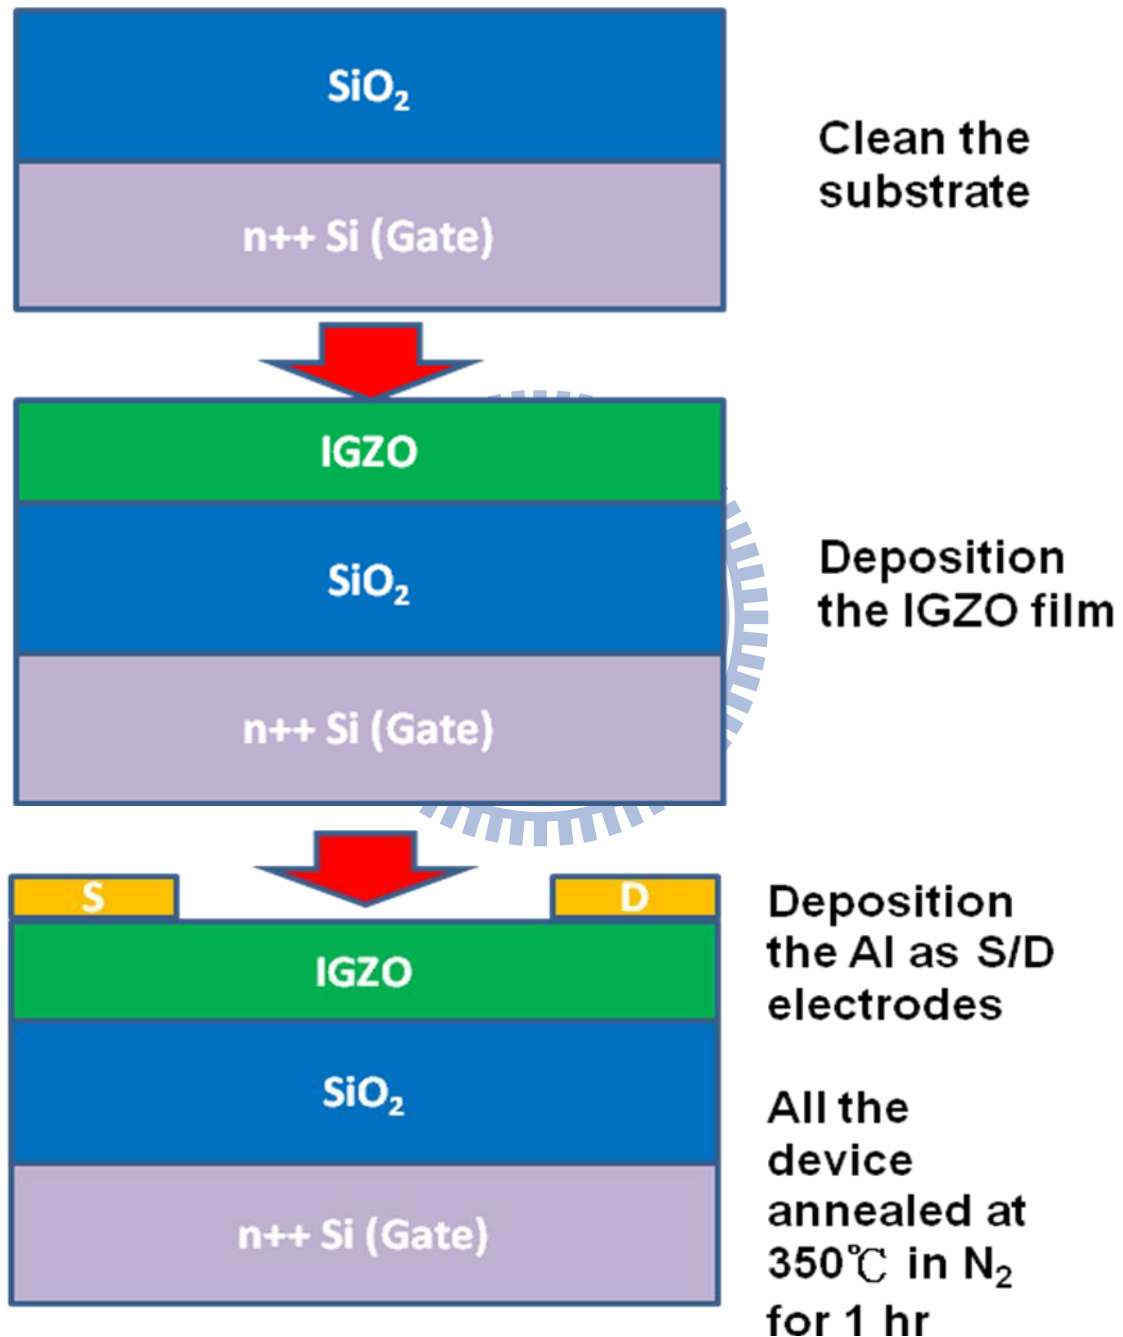 SiO₂
n++ Si (Gate)
Clean the
substrate
IGZO
SiO₂
n++ Si (Gate)
Deposition
the IGZO film
S
D
IGZO
SiO₂
n++ Si (Gate)
Deposition
the Al as S/D
electrodes
All the
device
annealed at
350℃ in N₂
for 1 hr